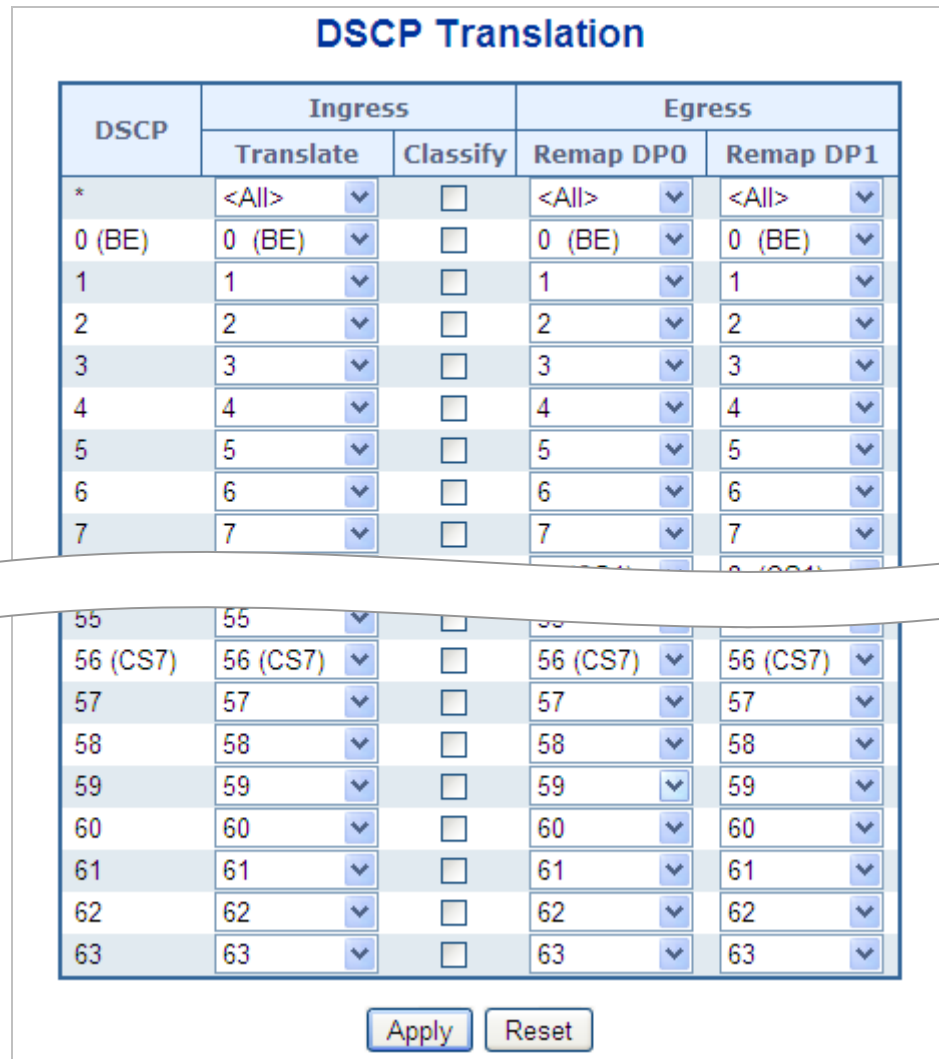 DSCP Translation
DSCP Ingress Egress
Translate Classify Remap DP0 Remap DP1
* <All> <All> <All>
0 (BE) 0 (BE) 0 (BE) 0 (BE)
1 1 1 1
2 2 2 2
3 3 3 3
4 4 4 4
5 5 5 5
6 6 6 6
7 7 7 7
55 55
56 (CS7) 56 (CS7) 56 (CS7) 56 (CS7)
57 57 57 57
58 58 58 58
59 59 59 59
60 60 60 60
61 61 61 61
62 62 62 62
63 63 63 63
Apply Reset